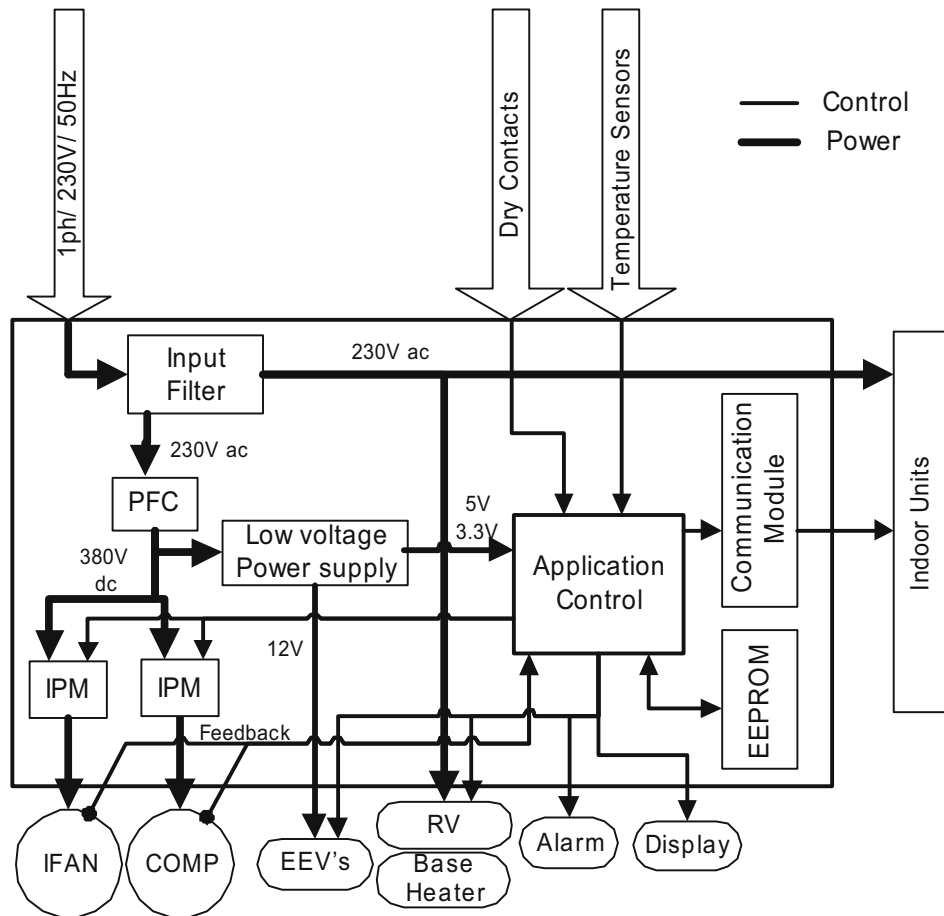 1ph/ 230V/ 50Hz
Dry Contacts
Temperature Sensors
Control
Power
Input
Filter
230V ac
230V ac
PFC
380V
dc
Low voltage
Power supply
5V
3.3V
Application
Control
Communication
Module
Indoor Units
12V
IPM
IPM
EEPROM
Feedback
IFAN
COMP
EEV's
RV
Base
Heater
Alarm
Display